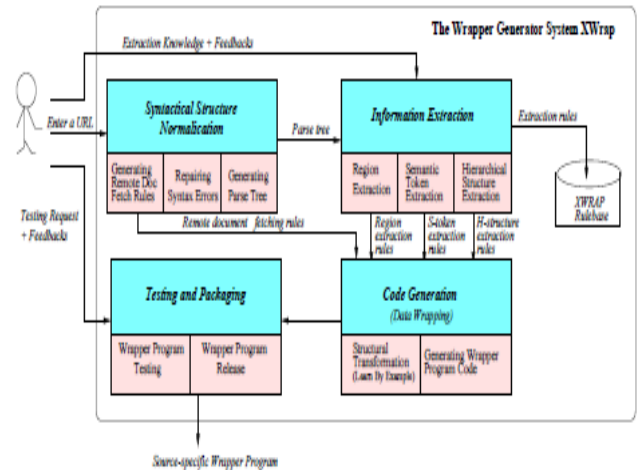 The Wrapper Generator System XWrap
Extraction Knowledge + Feedbacks
Enter a URL
Syntactical Structure
Normalication
Parse tree
Information Extraction
Extraction rules
Generating
Remote Doc
Fetch Rules
Repairing
Syntax Errors
Generating
Parse Tree
Region
Extraction
Semantic
Token
Extraction
Hierarchical
Structure
Extraction
XWRAP
Rulebase
Testing Request
+ Feedbacks
Remote document fetching rules
Region
extraction
rules
S-token
extraction
rules
H-structure
extraction
rules
Testing and Packaging
Code Generation
(Data Wrapping)
Wrapper Program
Testing
Wrapper Program
Release
Structural
Transformation
(Learn By Example)
Generating Wrapper
Program Code
Source-specific Wrapper Program